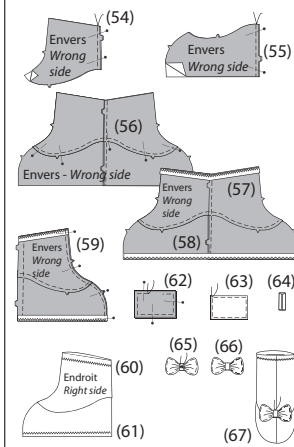 (54)
Envers
Wrong
side
(55)
Envers
Wrong side
(56)
Envers - Wrong side
(57)
Envers
Wrong
side
(58)
(59)
Envers
Wrong
side
(62)
(63)
(64)
(60)
Endroit
Right side
(61)
(65)
(66)
(67)